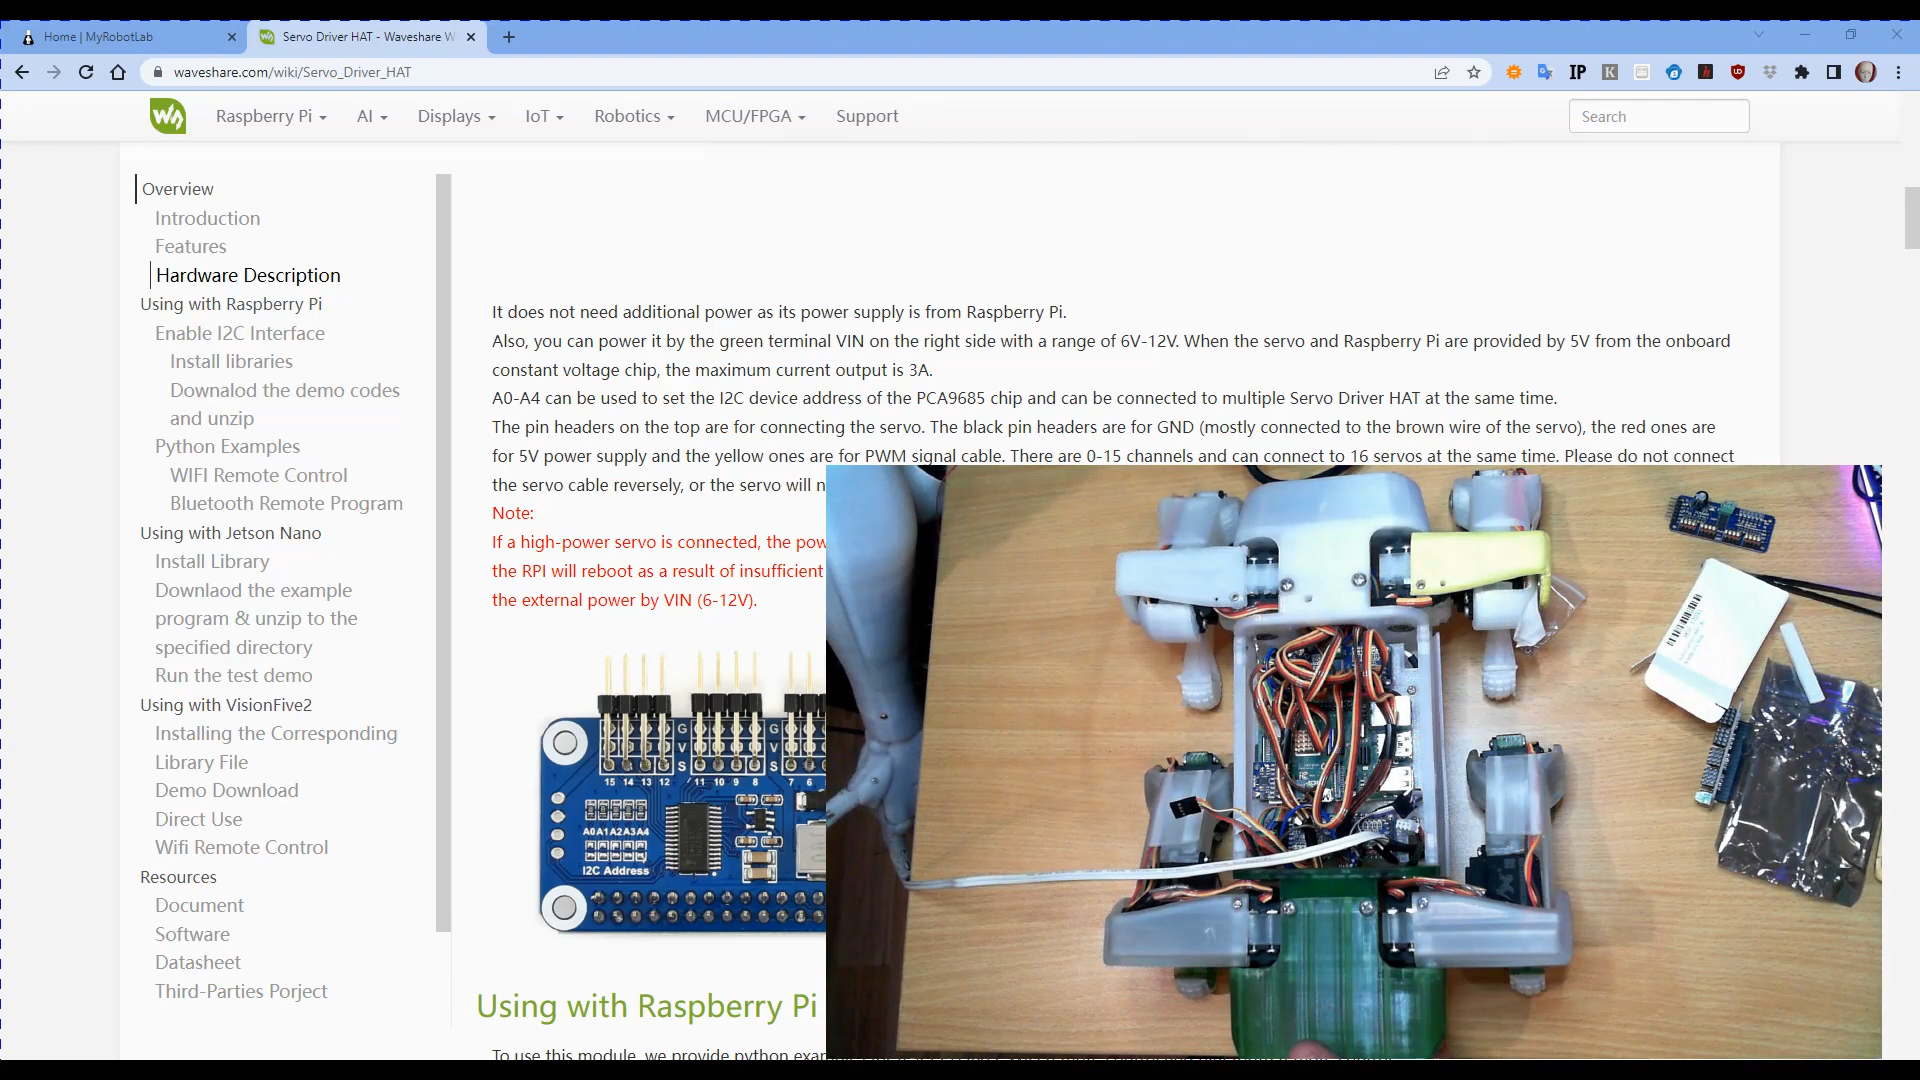 Home | MyRobotLab
Servo Driver HAT - Waveshare W
waveshare.com/wiki/Servo_Driver_HAT
IP
K
Raspberry Pi
AI
Displays
IoT
Robotics
MCU/FPGA
Support
Search
Overview
Introduction
Features
Hardware Description
Using with Raspberry Pi
Enable I2C Interface
Install libraries
Downalod the demo codes
and unzip
Python Examples
WIFI Remote Control
Bluetooth Remote Program
Using with Jetson Nano
Install Library
Downlaod the example
program & unzip to the
specified directory
Run the test demo
Using with VisionFive2
Installing the Corresponding
Library File
Demo Download
Direct Use
Wifi Remote Control
Resources
Document
Software
Datasheet
Third-Parties Porject
It does not need additional power as its power supply is from Raspberry Pi.
Also, you can power it by the green terminal VIN on the right side with a range of 6V-12V. When the servo and Raspberry Pi are provided by 5V from the onboard
constant voltage chip, the maximum current output is 3A.
A0-A4 can be used to set the I2C device address of the PCA9685 chip and can be connected to multiple Servo Driver HAT at the same time.
The pin headers on the top are for connecting the servo. The black pin headers are for GND (mostly connected to the brown wire of the servo), the red ones are
for 5V power supply and the yellow ones are for PWM signal cable. There are 0-15 channels and can connect to 16 servos at the same time. Please do not connect
the servo cable reversely, or the servo will n
Note:
If a high-power servo is connected, the pow
the RPI will reboot as a result of insufficient
the external power by VIN (6-12V).
G
V
S
G
V
S
15 14 13 12 11 10 9 8 7 6
A0A1A2A3A4
I2C Address
Using with Raspberry Pi
To use this module, we provide python exam